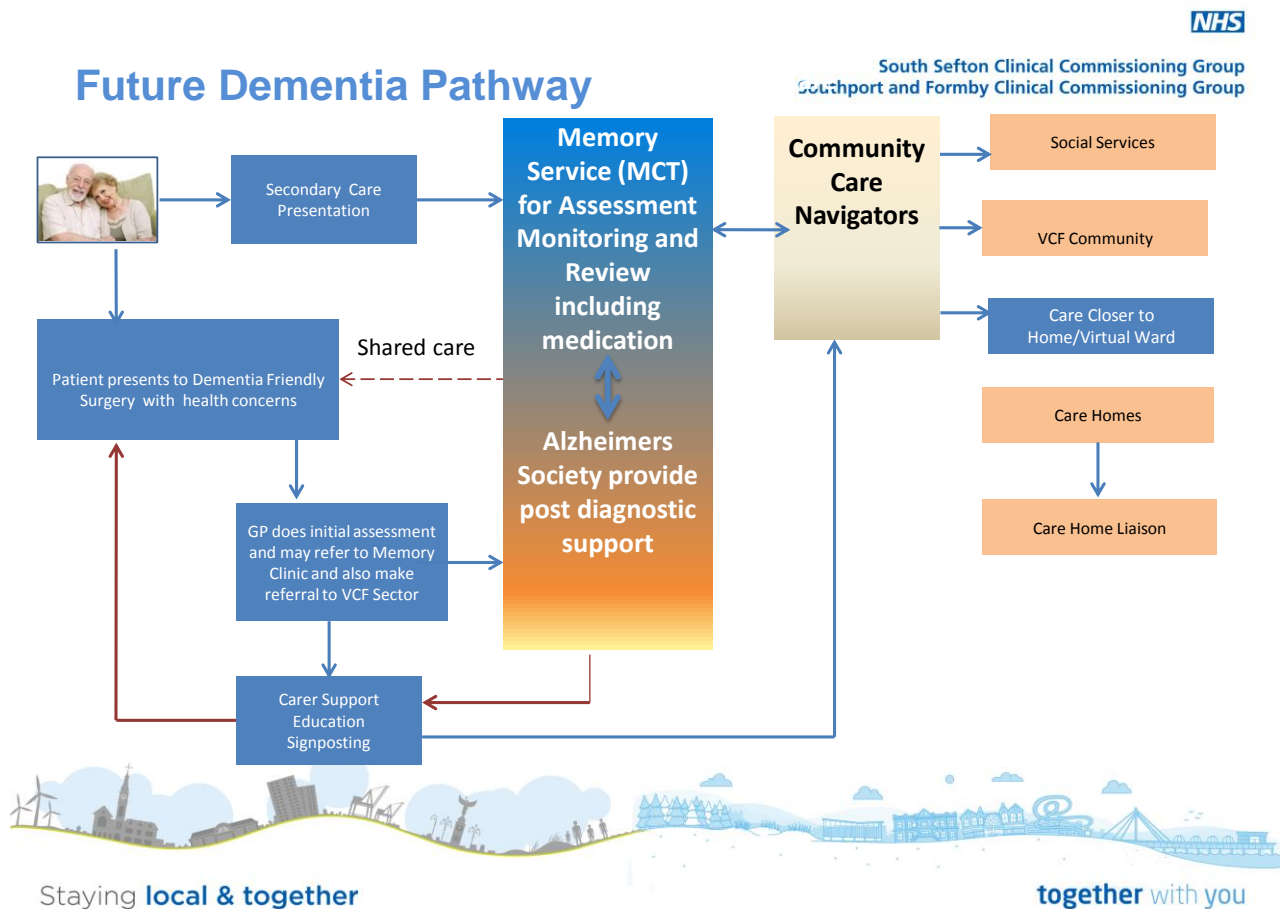 NHS
South Sefton Clinical Commissioning Group
Southport and Formby Clinical Commissioning Group
Future Dementia Pathway
Secondary Care
Presentation
Memory
Service (MCT)
for Assessment
Monitoring and
Review
including
medication
Alzheimers
Society provide
post diagnostic
support
Community
Care
Navigators
Social Services
VCF Community
Care Closer to
Home/Virtual Ward
Care Homes
Care Home Liaison
Shared care
Patient presents to Dementia Friendly
Surgery with health concerns
GP does initial assessment
and may refer to Memory
Clinic and also make
referral to VCF Sector
Carer Support
Education
Signposting
Staying local & together
together with you